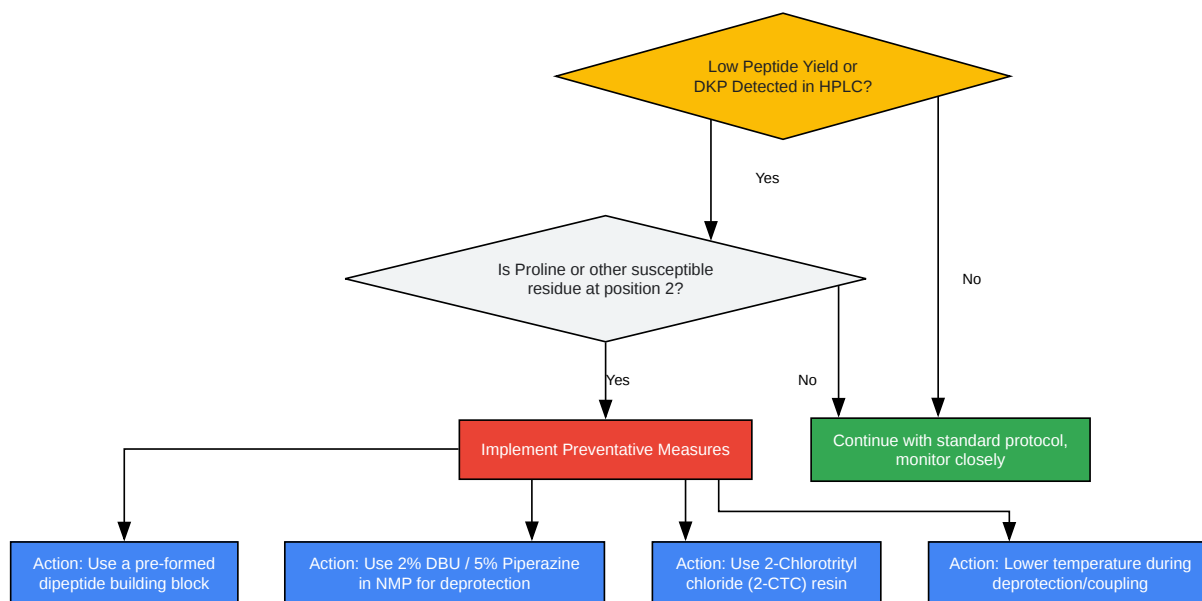 Low Peptide Yield or
DKP Detected in HPLC?
Yes
Is Proline or other susceptible
residue at position 2?
No
Yes
No
Implement Preventative Measures
Continue with standard protocol,
monitor closely
Action: Use a pre-formed
dipeptide building block
Action: Use 2% DBU / 5% Piperazine
in NMP for deprotection
Action: Use 2-Chlorotrityl
chloride (2-CTC) resin
Action: Lower temperature during
deprotection/coupling